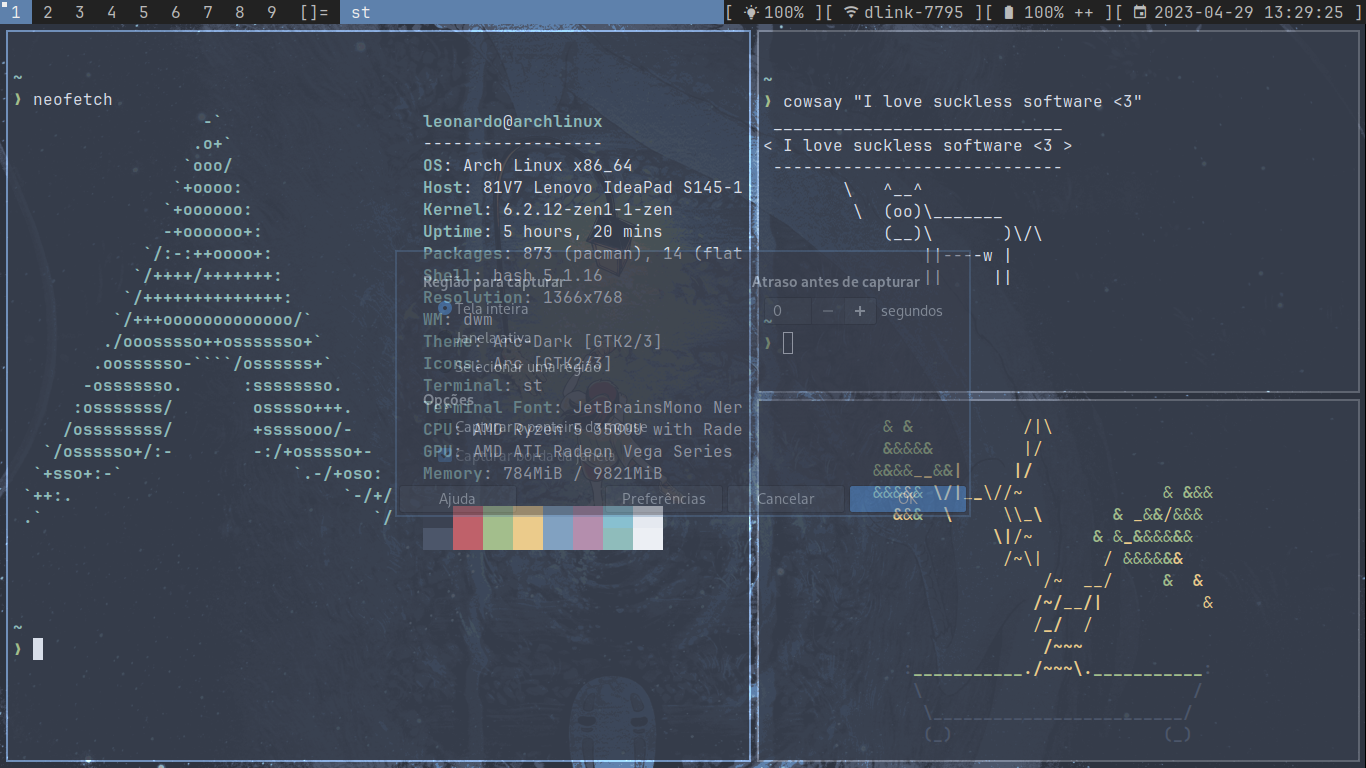 1 2 3 4 5 6 7 8 9 []= st [ 100% ][ dlink-7795 ][ 100% ++ ][ 2023-04-29 13:29:25 ]
~
❯ neofetch
leonardo@archlinux
------------------
OS: Arch Linux x86_64
Host: 81V7 Lenovo IdeaPad S145-1
Kernel: 6.2.12-zen1-1-zen
Uptime: 5 hours, 20 mins
Packages: 873 (pacman), 14 (flat
Shell: bash 5.1.16
Resolution: 1366x768
WM: dwm
Theme: Arc-Dark [GTK2/3]
Icons: Arc [GTK2/3]
Terminal: st
Terminal Font: JetBrainsMono Ner
CPU: AMD Ryzen 5 3500U with Rade
GPU: AMD ATI Radeon Vega Series
Memory: 784MiB / 9821MiB
~
❯
~
❯ cowsay "I love suckless software <3"
_____________________________
< I love suckless software <3 >
-----------------------------
\   ^__^
\  (oo)\_______
(__)\       )\/\
||----w |
||     ||
~
❯
Região para capturar
Tela inteira
Janela ativa
Selecionar uma região
Opções
Capturar o ponteiro do mouse
Capturar borda da janela
Atraso antes de capturar
0 − + segundos
Ajuda
Preferências
Cancelar
OK